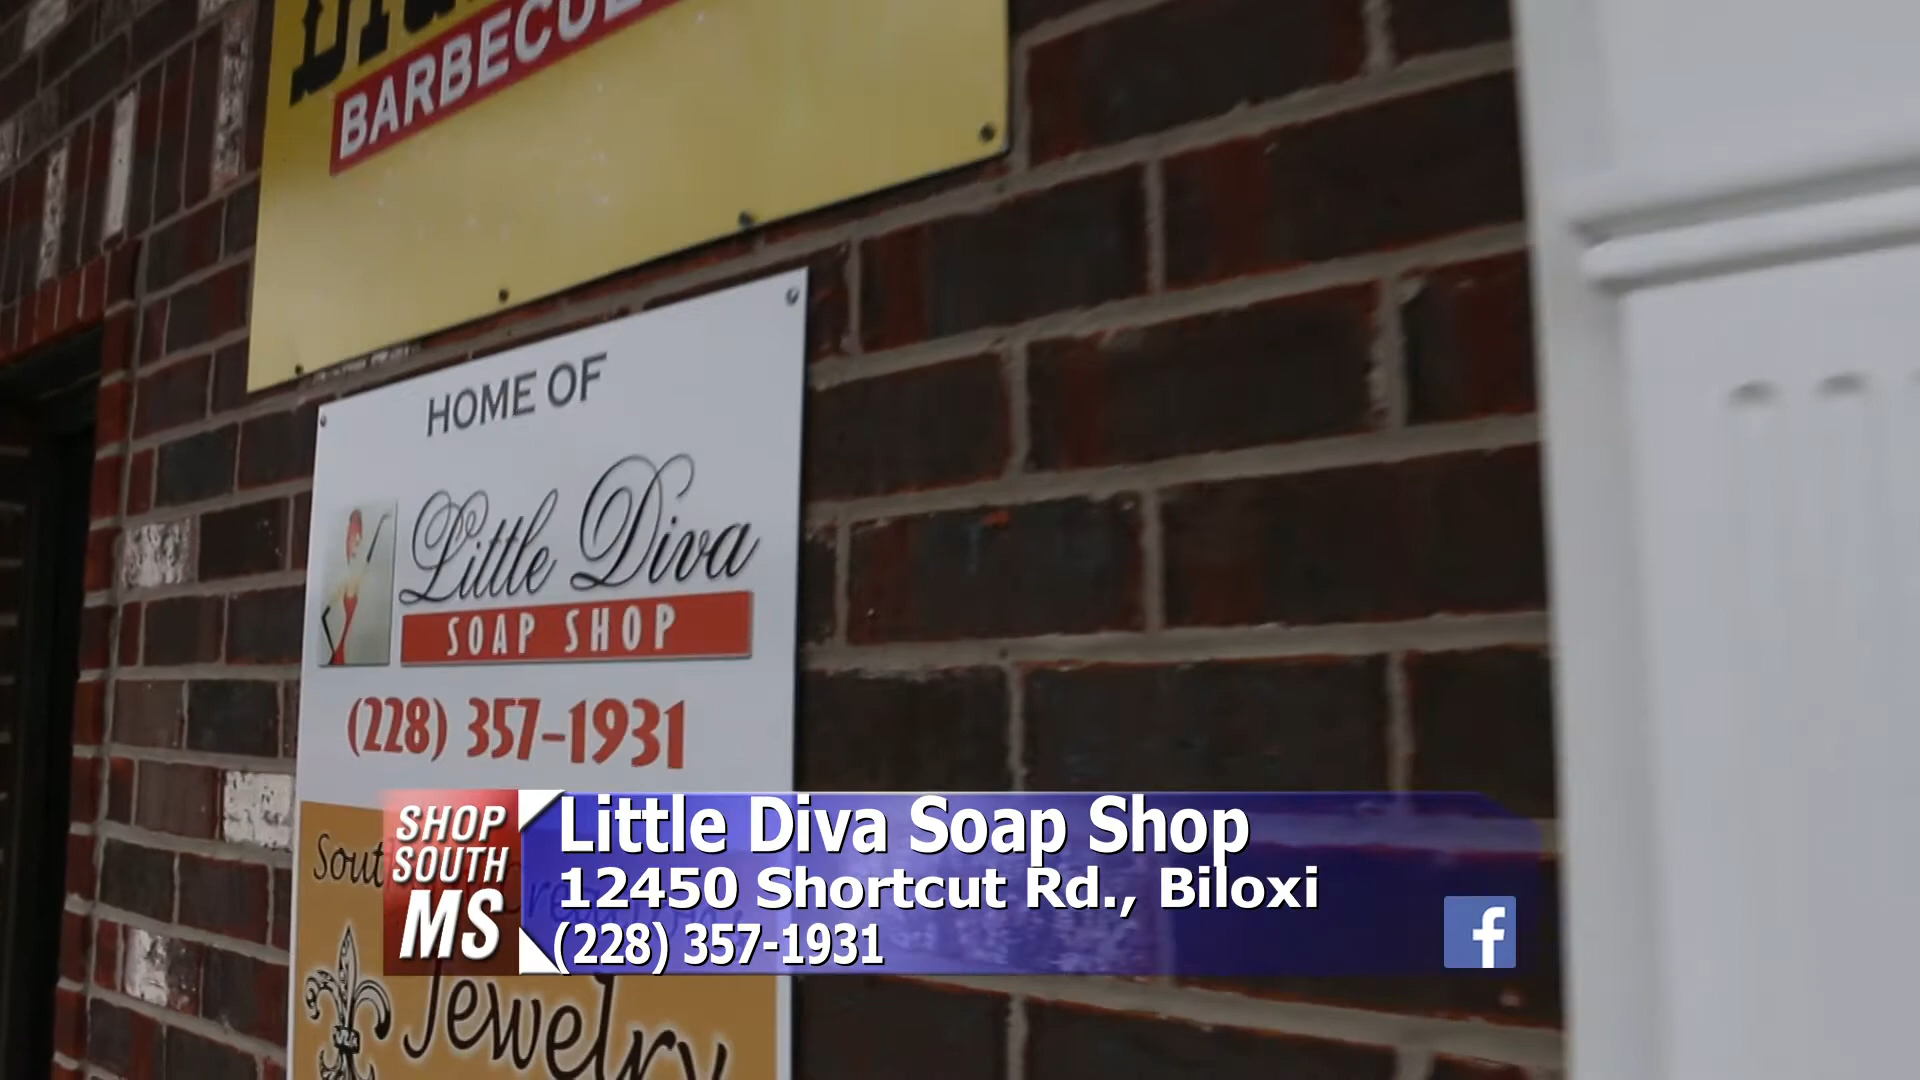 BARBECUE
HOME OF
Little Diva
SOAP SHOP
(228) 357-1931
SHOP
SOUTH
MS
Little Diva Soap Shop
12450 Shortcut Rd., Biloxi
(228) 357-1931
f
Jewelry